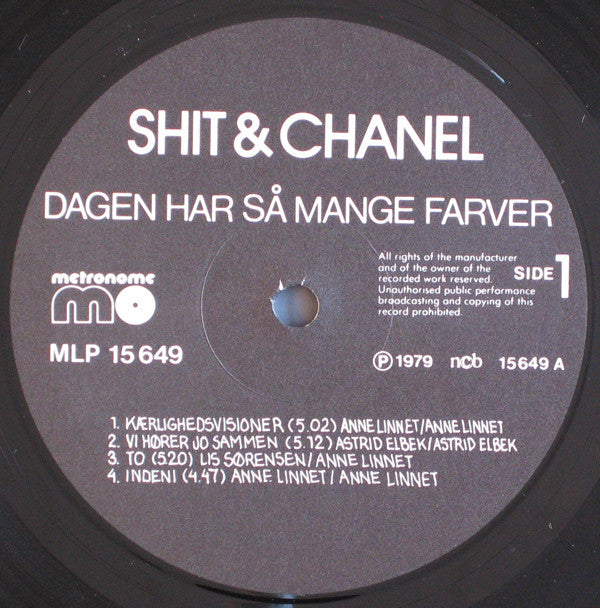 SHIT & CHANEL
DAGEN HAR SÅ MANGE FARVER
metronome
mo
MLP 15 649
All rights of the manufacturer
and of the owner of the
recorded work reserved.
Unauthorised public performance
broadcasting and copying of this
record prohibited.
SIDE 1
Ⓟ 1979 ncb 15 649 A
1. KÆRLIGHEDSVISIONER (5.02) ANNE LINNET/ANNE LINNET
2. VI HØRER JO SAMMEN (5.12) ASTRID ELBEK/ASTRID ELBEK
3. TO (5.20) LIS SØRENSEN/ANNE LINNET
4. INDENI (4.47) ANNE LINNET / ANNE LINNET